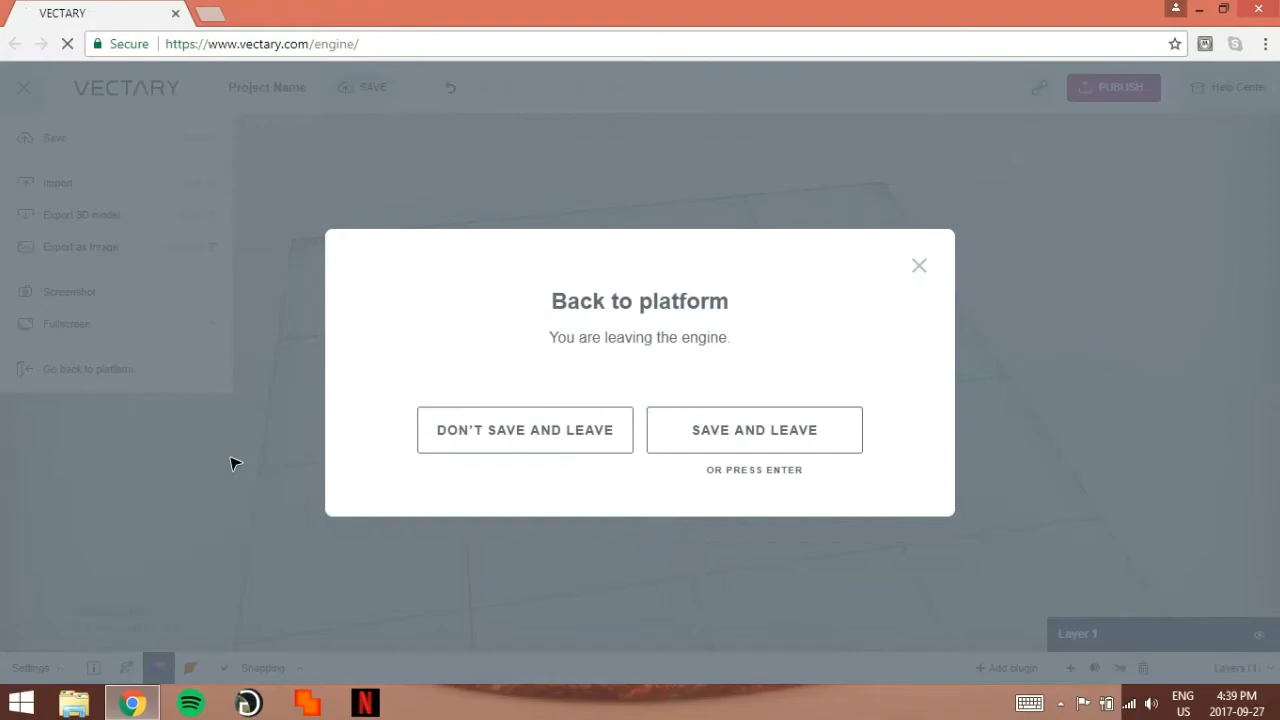 VECTARY
Secure
https://www.vectary.com/engine/
VECTARY
Project Name
SAVE
PUBLISH...
Help Center
Save
Import
Export 3D model
Export as Image
Screenshot
Fullscreen
Go back to platform
Back to platform
You are leaving the engine.
DON'T SAVE AND LEAVE
SAVE AND LEAVE
OR PRESS ENTER
Layer 1
Settings
Snapping
Add plugin
Layers (1)
ENG
US
4:39 PM
2017-09-27